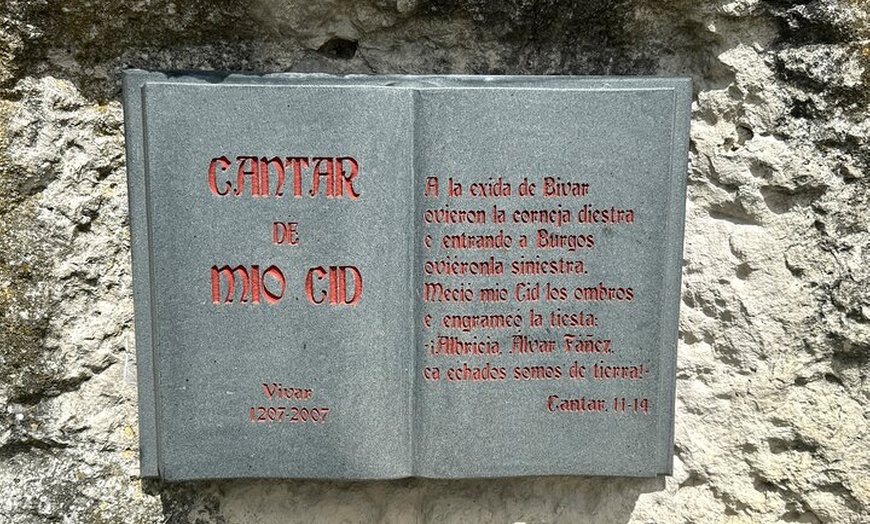 CANTAR
DE
MIO CID
Vivar
1207-2007
A la exida de Bivar
ovieron la corneja diestra
e entrando a Burgos
oviéronla siniestra.
Meció mio Cid los ombros
e engrameó la tiesta:
-¡Albricia, Álvar Fáñez,
ca echados somos de tierra!-
Cantar, 11-14